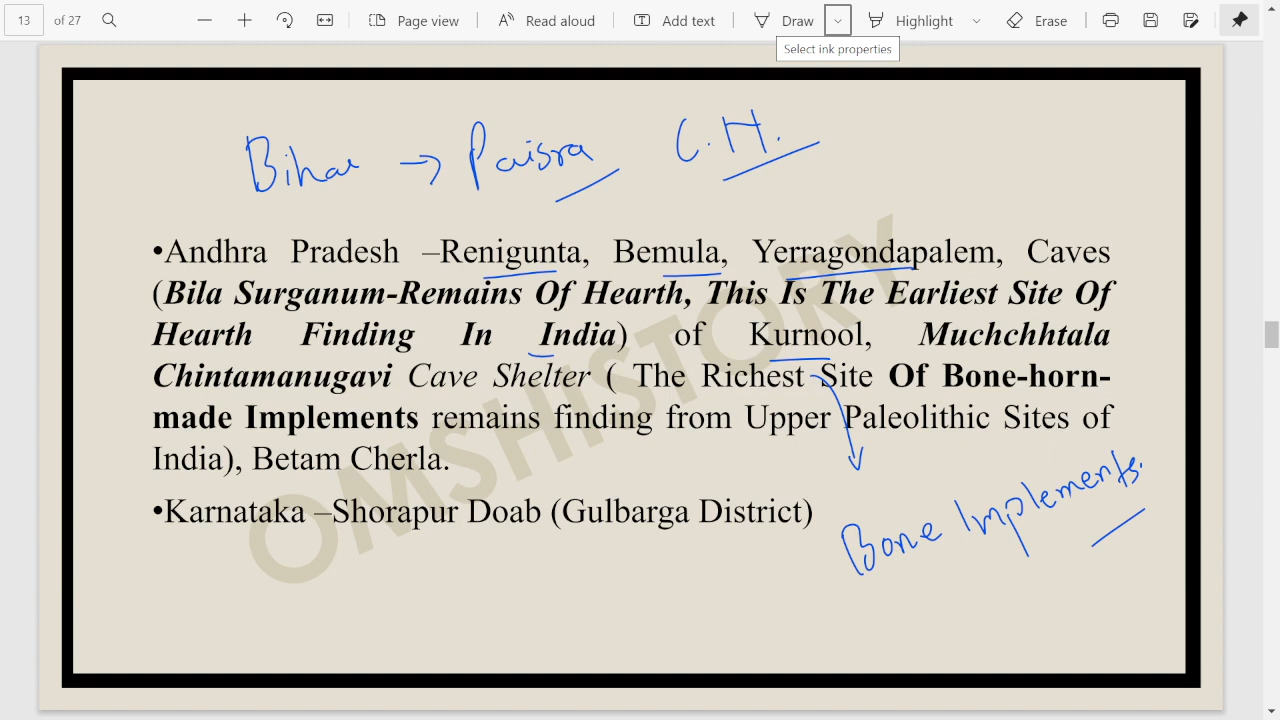 13 of 27 Page view Read aloud Add text Draw Highlight Erase
Select ink properties
Bihar → Paisra C.H.
•Andhra Pradesh –Renigunta, Bemula, Yerragondapalem, Caves
(Bila Surganum-Remains Of Hearth, This Is The Earliest Site Of
Hearth Finding In India) of Kurnool, Muchchhtala
Chintamanugavi Cave Shelter ( The Richest Site Of Bone-horn-
made Implements remains finding from Upper Paleolithic Sites of
India), Betam Cherla.
•Karnataka –Shorapur Doab (Gulbarga District)
Bone Implements.
OMSHISTORY